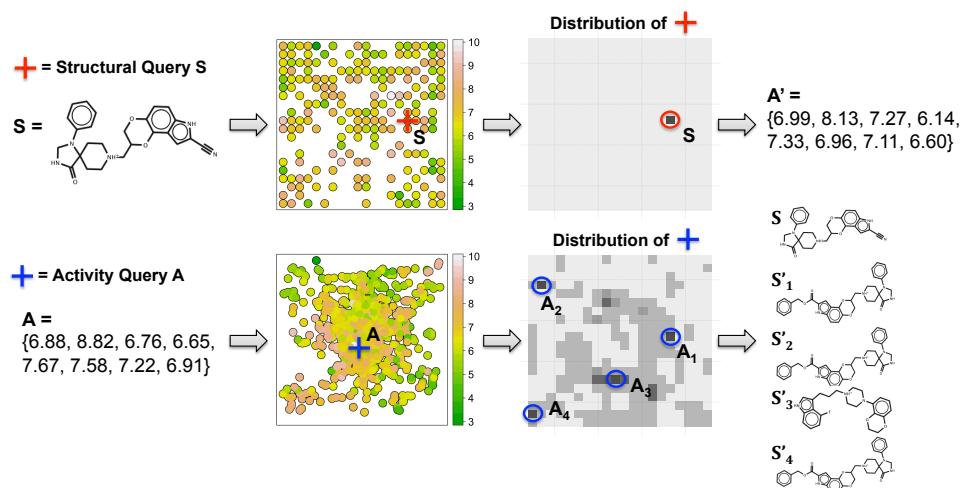 Distribution of
= Structural Query S
S =
S
10
9
8
7
6
5
4
3
S
A' =
{6.99, 8.13, 7.27, 6.14,
7.33, 6.96, 7.11, 6.60}
= Activity Query A
A =
{6.88, 8.82, 6.76, 6.65,
7.67, 7.58, 7.22, 6.91}
A
10
9
8
7
6
5
4
3
Distribution of
A2
A1
A3
A4
S
S'1
S'2
S'3
S'4